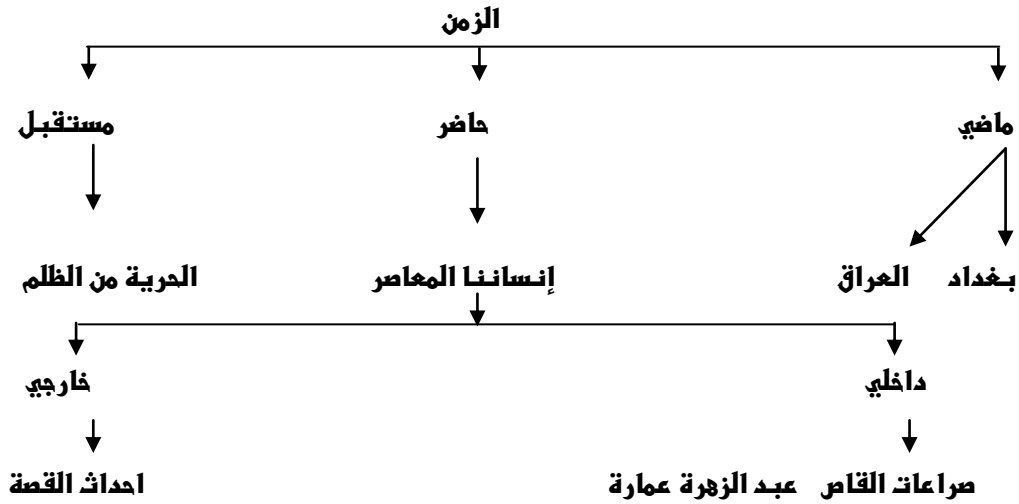 الزمن
ماضي حاضر مستقبل
بغداد العراق إنساننا المعاصر الحرية من الظلم
داخلي خارجي
صراعات القاص عبد الزهرة عمارة احداث القصة